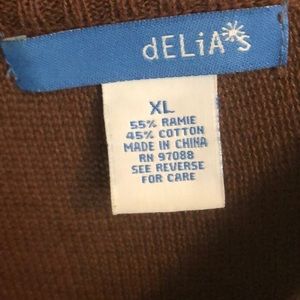 dELiA*s
XL
55% RAMIE
45% COTTON
MADE IN CHINA
RN 97088
SEE REVERSE
FOR CARE